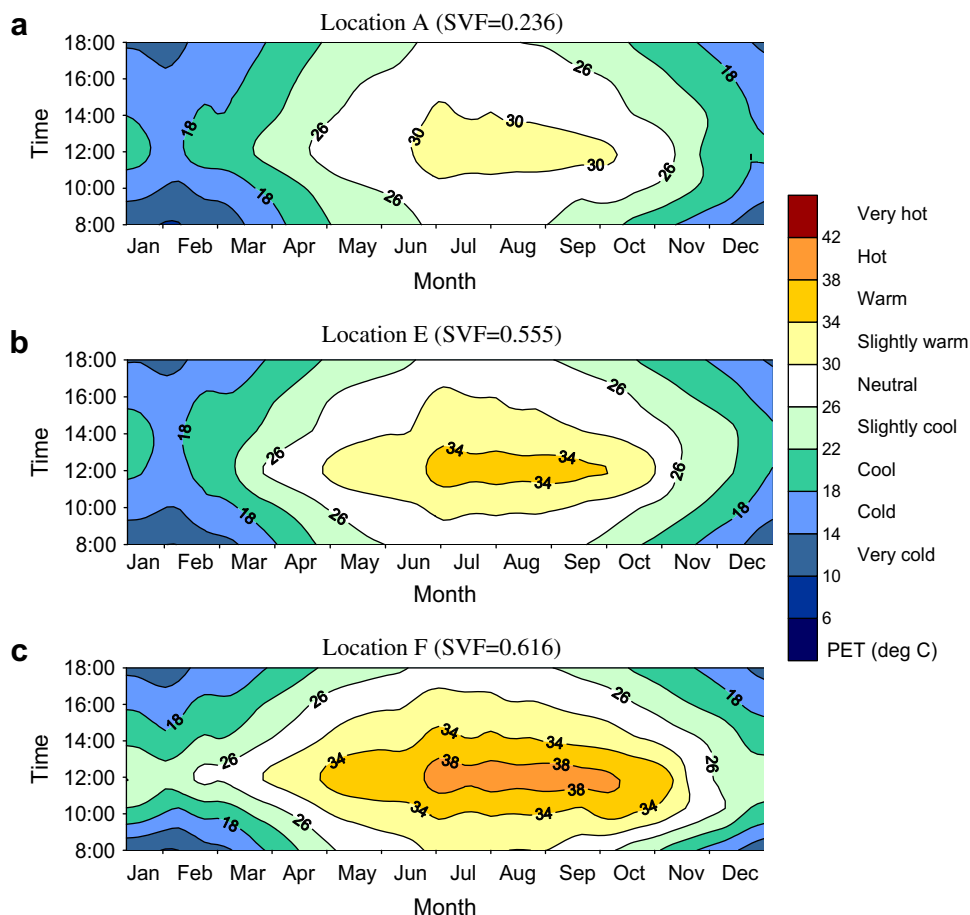 a
Location A (SVF=0.236)
18:00
16:00
14:00
12:00
10:00
8:00
Time
18
26
30
30
30
26
26
18
26
18
Jan Feb Mar Apr May Jun Jul Aug Sep Oct Nov Dec
Month
b
Location E (SVF=0.555)
18:00
16:00
14:00
12:00
10:00
8:00
Time
18
26
26
34
34
34
26
26
18
Jan Feb Mar Apr May Jun Jul Aug Sep Oct Nov Dec
Month
c
Location F (SVF=0.616)
18:00
16:00
14:00
12:00
10:00
8:00
Time
18
26
26
18
34
34
26
34
38
38
38
26
34
34
34
18
26
Jan Feb Mar Apr May Jun Jul Aug Sep Oct Nov Dec
Month
Very hot
42
Hot
38
Warm
34
Slightly warm
30
Neutral
26
Slightly cool
22
Cool
18
Cold
14
Very cold
10
6
PET (deg C)